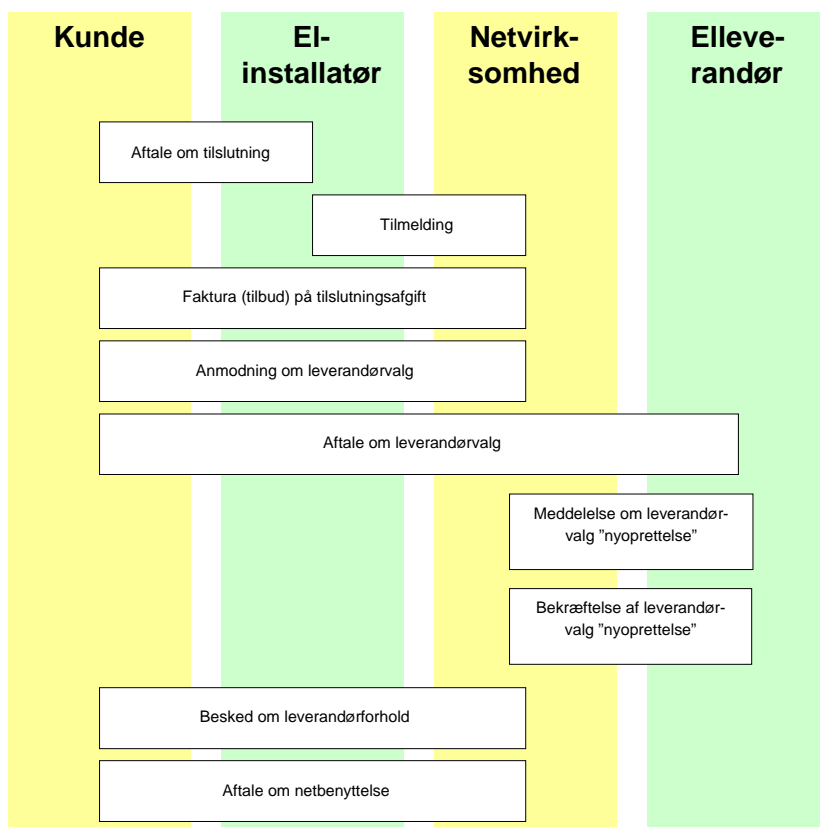 Kunde
El-
installatør
Netvirk-
somhed
Elleve-
randør
Aftale om tilslutning
Tilmelding
Faktura (tilbud) på tilslutningsafgift
Anmodning om leverandørvalg
Aftale om leverandørvalg
Meddelelse om leverandør-
valg ”nyoprettelse”
Bekræftelse af leverandør-
valg ”nyoprettelse”
Besked om leverandørforhold
Aftale om netbenyttelse